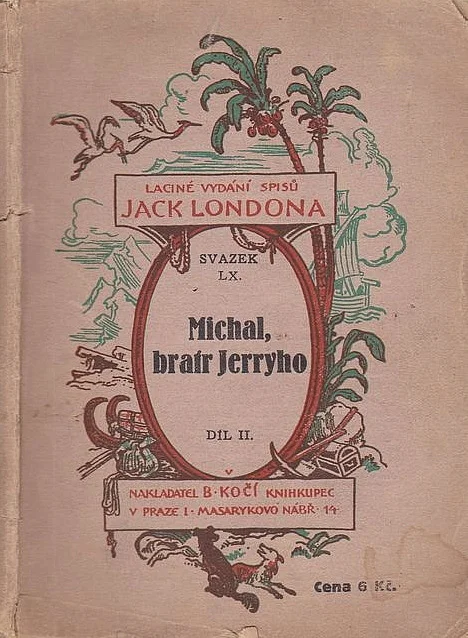 LACINÉ VYDÁNÍ SPISŮ
JACK LONDONA
SVAZEK
LX.
Michal,
bratr Jerryho
DÍL II.
NAKLADATEL B·KOČÍ KNIHKUPEC
V PRAZE I·MASARYKOVO NÁBŘ·14·
Cena 6 Kč.